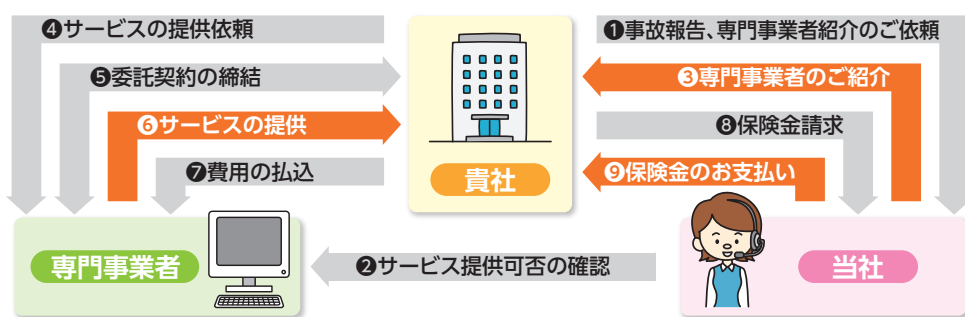 ❹サービスの提供依頼
❶事故報告、専門事業者紹介のご依頼
❺委託契約の締結
❸専門事業者のご紹介
❻サービスの提供
❽保険金請求
❼費用の払込
❾保険金のお支払い
貴社
専門事業者
❷サービス提供可否の確認
当社